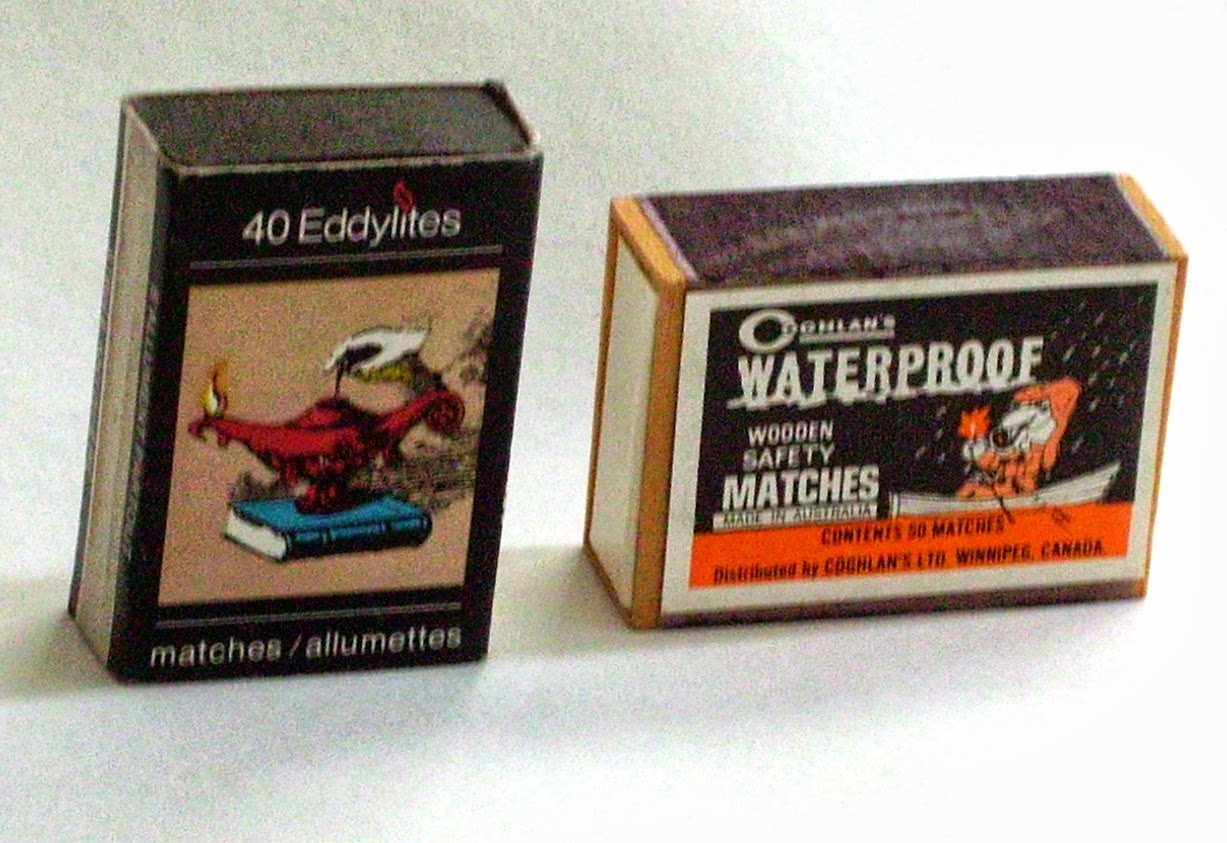 40 Eddylites
matches / allumettes
COGHLAN'S
WATERPROOF
WOODEN
SAFETY
MATCHES
MADE IN AUSTRALIA
CONTENTS 50 MATCHES
Distributed by COGHLAN'S LTD. WINNIPEG, CANADA